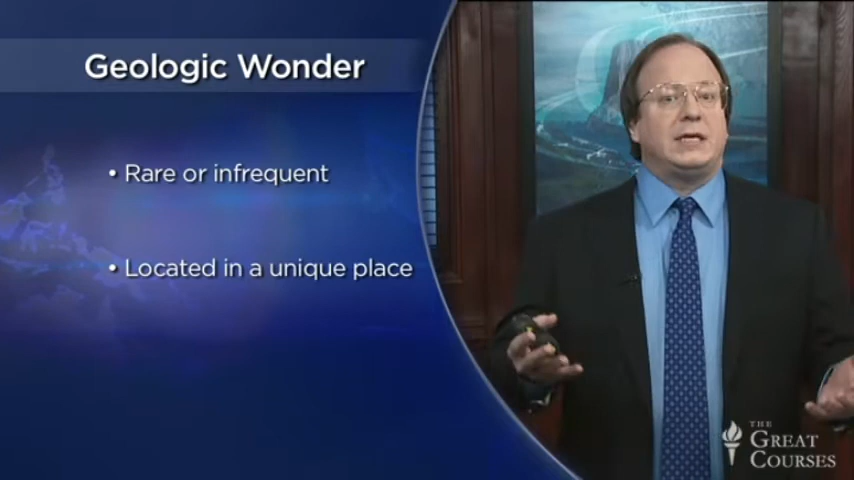 Geologic Wonder
• Rare or infrequent
• Located in a unique place
THE
GREAT
COURSES